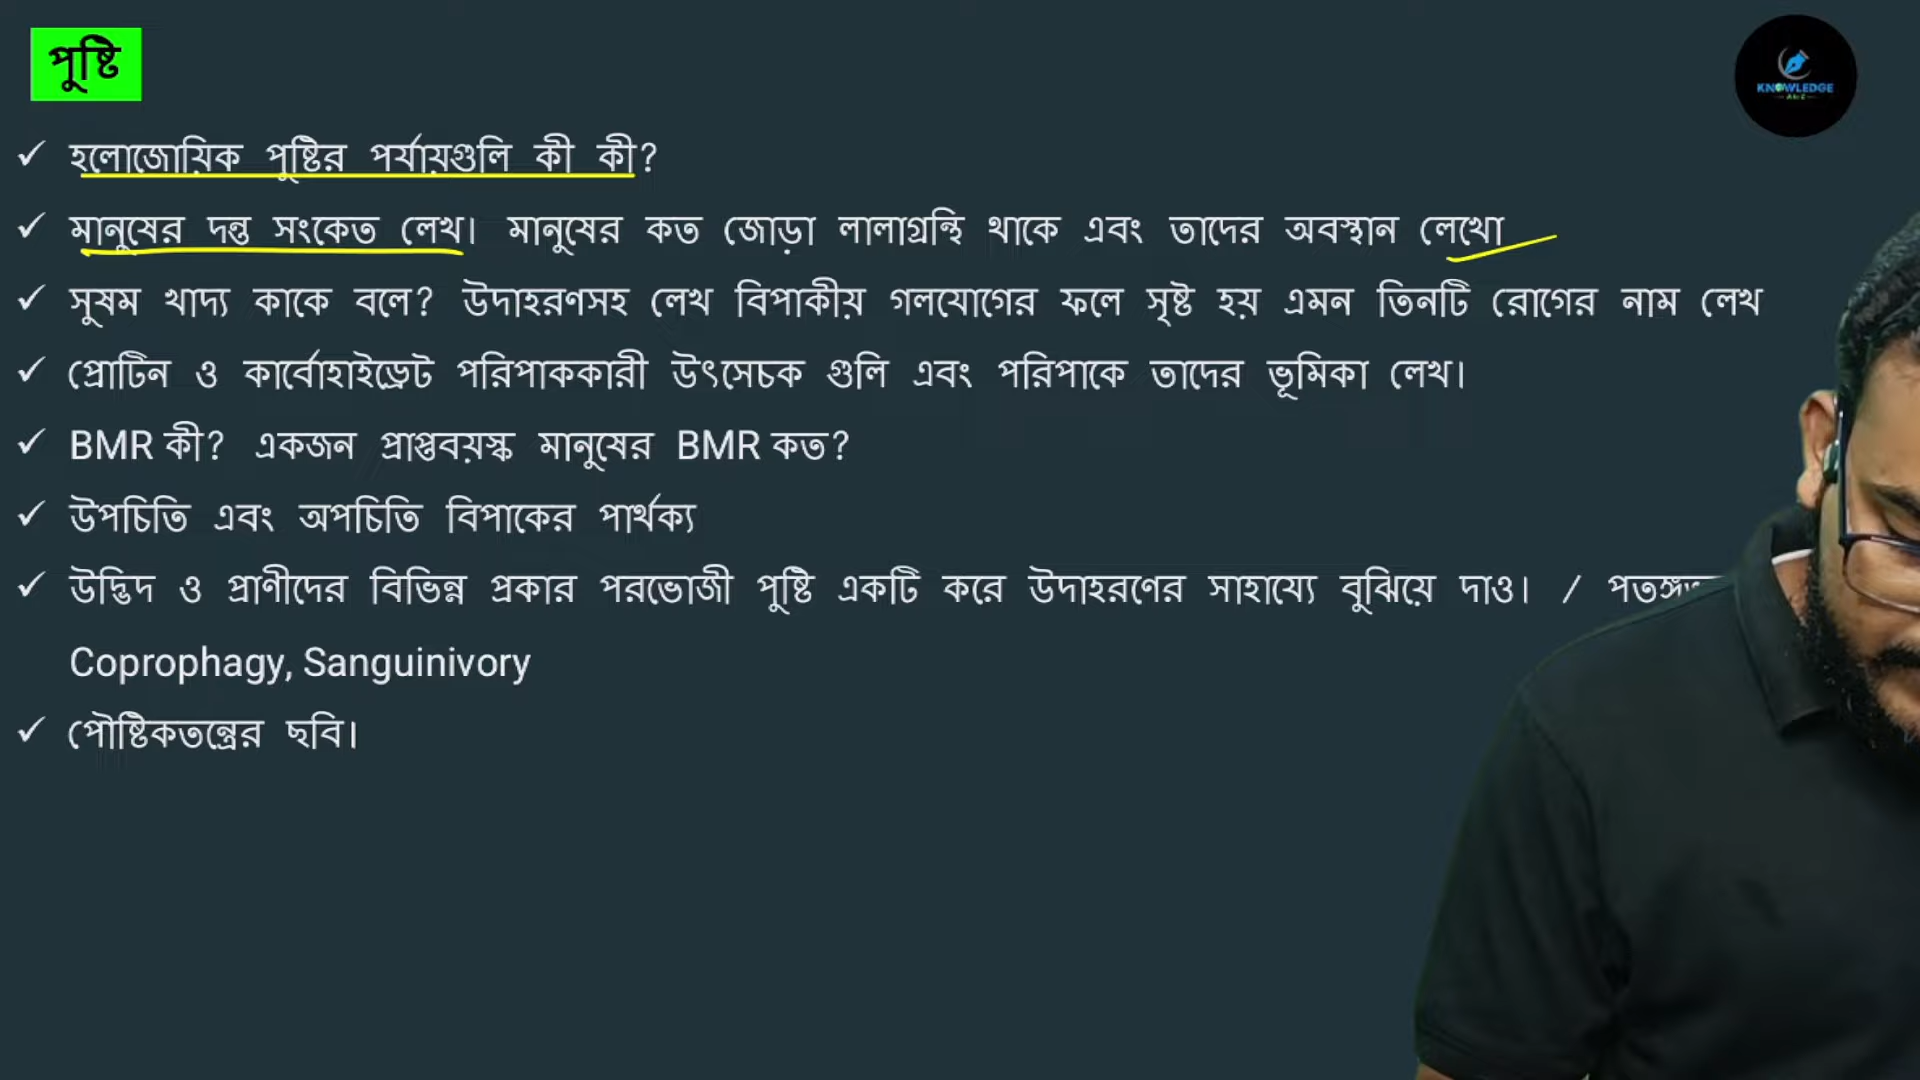 পুষ্টি
KNOWLEDGE
হলোজোয়িক পুষ্টির পর্যায়গুলি কী কী?
মানুষের দন্ত সংকেত লেখ। মানুষের কত জোড়া লালাগ্রন্থি থাকে এবং তাদের অবস্থান লেখো
সুষম খাদ্য কাকে বলে? উদাহরণসহ লেখ বিপাকীয় গলযোগের ফলে সৃষ্ট হয় এমন তিনটি রোগের নাম লেখ
প্রোটিন ও কার্বোহাইড্রেট পরিপাককারী উৎসেচক গুলি এবং পরিপাকে তাদের ভূমিকা লেখ।
BMR কী? একজন প্রাপ্তবয়স্ক মানুষের BMR কত?
উপচিতি এবং অপচিতি বিপাকের পার্থক্য
উদ্ভিদ ও প্রাণীদের বিভিন্ন প্রকার পরভোজী পুষ্টি একটি করে উদাহরণের সাহায্যে বুঝিয়ে দাও। /
Coprophagy, Sanguinivory
পৌষ্টিকতন্ত্রের ছবি।